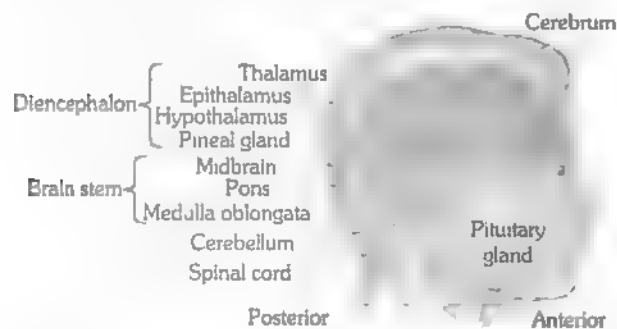 Cerebrum
Thalamus
Epithalamus
Diencephalon
Hypothalamus
Pineal gland
Midbrain
Brain stem
Pons
Medulla oblongata
Cerebellum
Pituitary
gland
Spinal cord
Posterior
Anterior